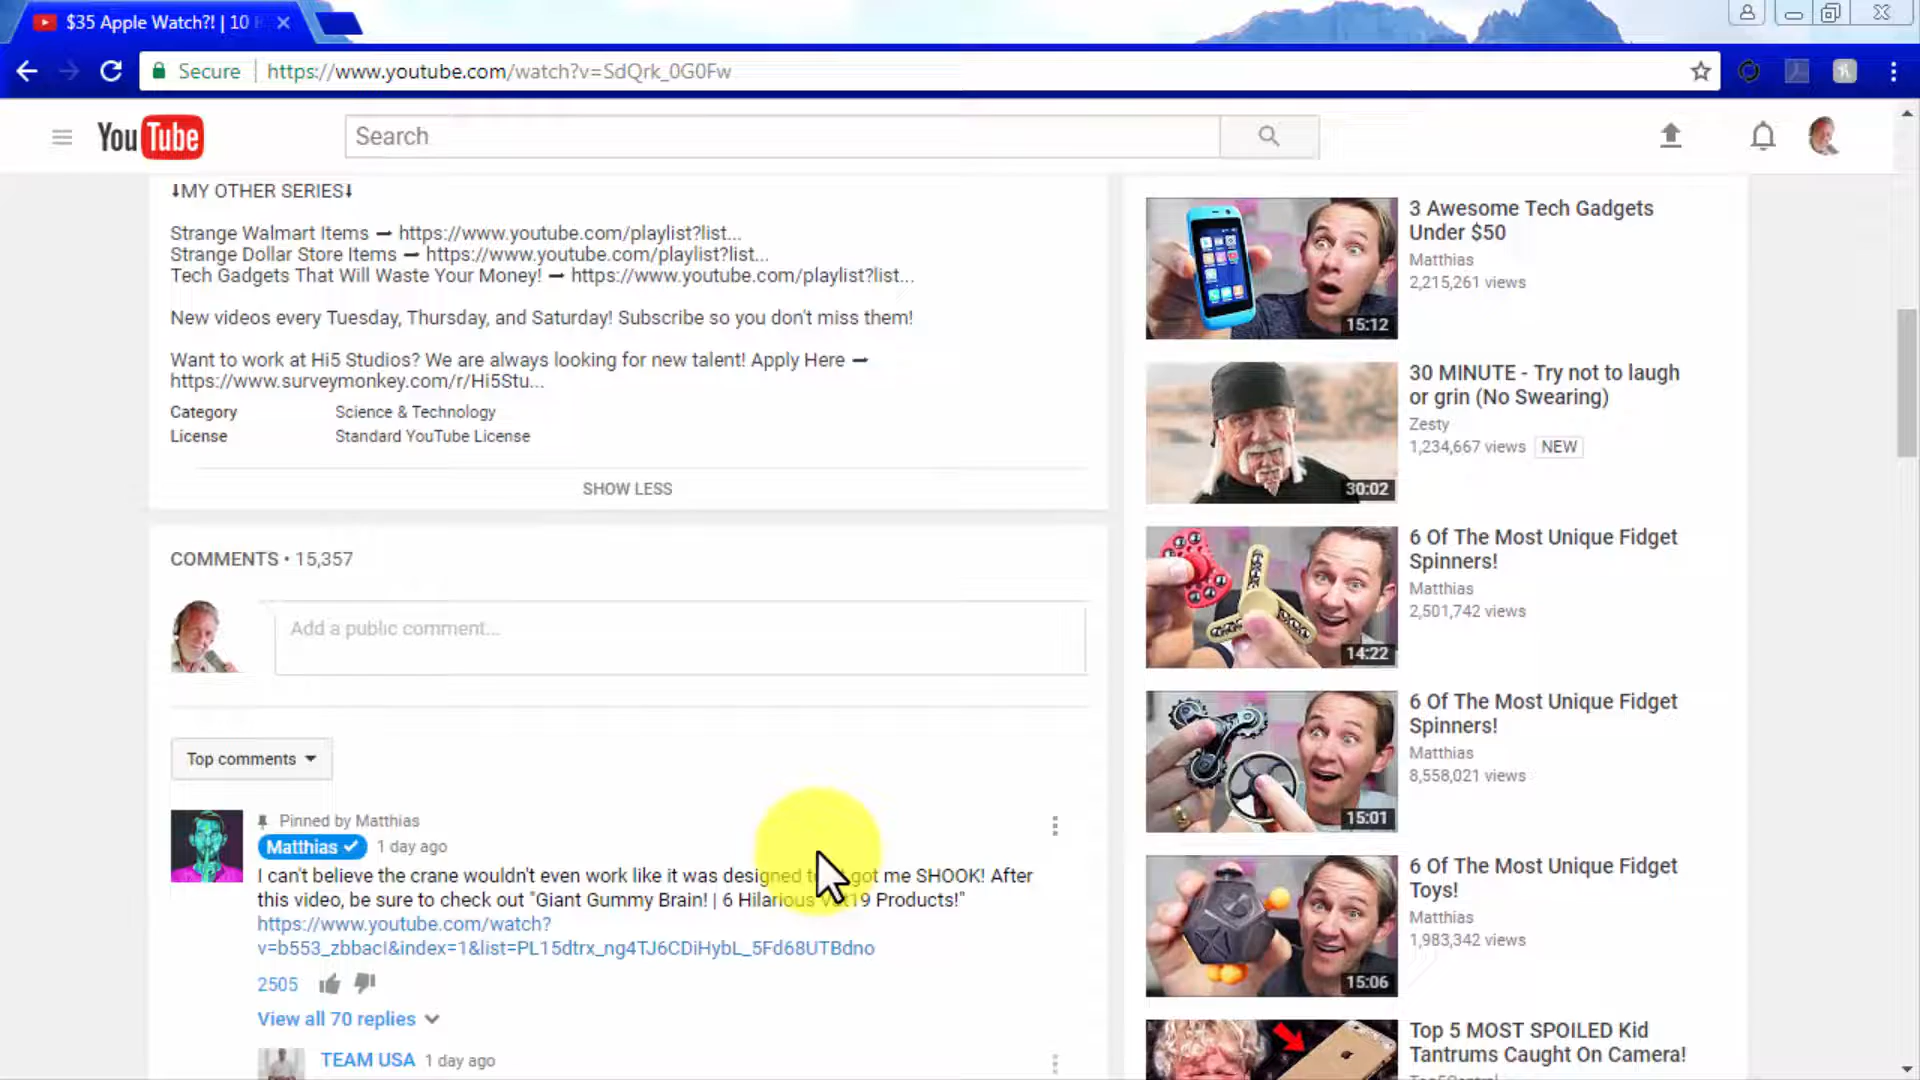 $35 Apple Watch?! | 10
Secure
https://www.youtube.com/watch?v=SdQrk_0G0Fw
YouTube
Search
⬇MY OTHER SERIES⬇
Strange Walmart Items ➞ https://www.youtube.com/playlist?list...
Strange Dollar Store Items ➞ https://www.youtube.com/playlist?list...
Tech Gadgets That Will Waste Your Money! ➞ https://www.youtube.com/playlist?list...
New videos every Tuesday, Thursday, and Saturday! Subscribe so you don't miss them!
Want to work at Hi5 Studios? We are always looking for new talent! Apply Here ➞
https://www.surveymonkey.com/r/Hi5Stu...
Category Science & Technology
License Standard YouTube License
SHOW LESS
COMMENTS • 15,357
Add a public comment...
Top comments
Pinned by Matthias
Matthias 1 day ago
I can't believe the crane wouldn't even work like it was designed got me SHOOK! After
this video, be sure to check out "Giant Gummy Brain! | 6 Hilarious Vat19 Products!"
https://www.youtube.com/watch?
v=b553_zbbacI&index=1&list=PL15dtrx_ng4TJ6CDiHybL_5Fd68UTBdno
2505
View all 70 replies
TEAM USA 1 day ago
3 Awesome Tech Gadgets
Under $50
Matthias
2,215,261 views
15:12
30 MINUTE - Try not to laugh
or grin (No Swearing)
Zesty
1,234,667 views NEW
30:02
6 Of The Most Unique Fidget
Spinners!
Matthias
2,501,742 views
14:22
6 Of The Most Unique Fidget
Spinners!
Matthias
8,558,021 views
15:01
6 Of The Most Unique Fidget
Toys!
Matthias
1,983,342 views
15:06
Top 5 MOST SPOILED Kid
Tantrums Caught On Camera!